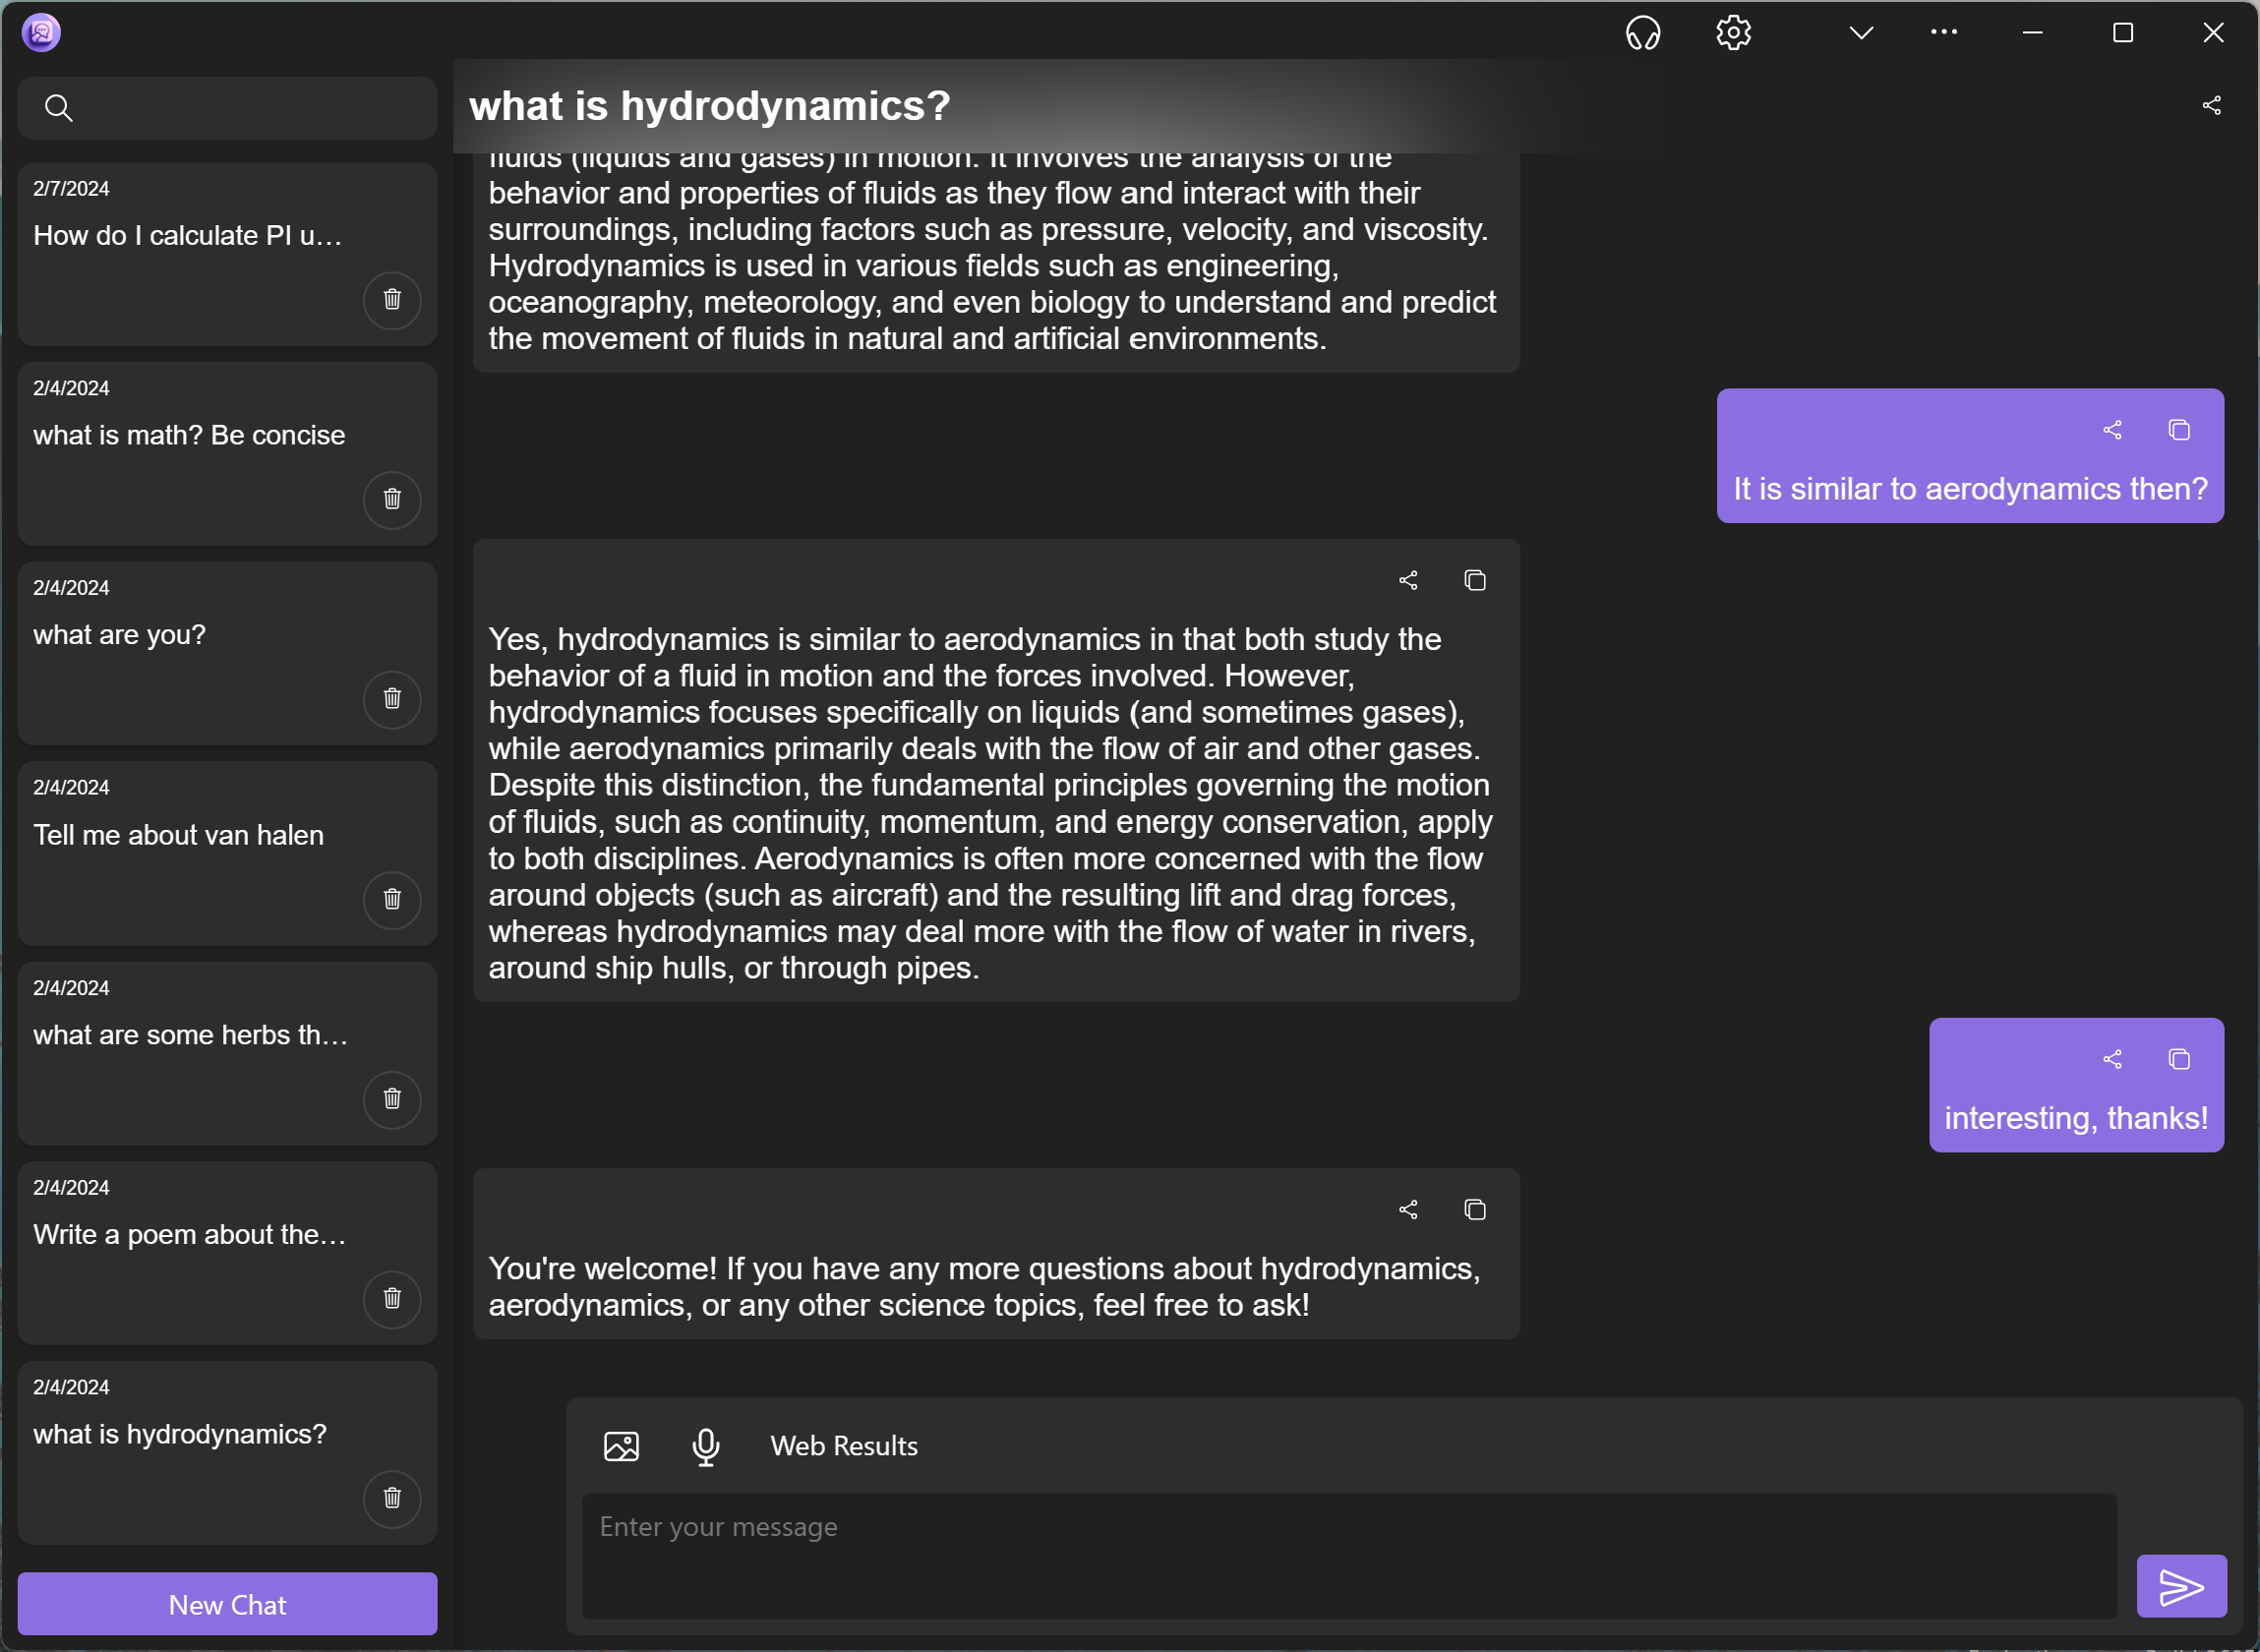 2/7/2024
How do I calculate PI u...
2/4/2024
what is math? Be concise
2/4/2024
what are you?
2/4/2024
Tell me about van halen
2/4/2024
what are some herbs th...
2/4/2024
Write a poem about the...
2/4/2024
what is hydrodynamics?
New Chat
what is hydrodynamics?
fluids (liquids and gases) in motion. It involves the analysis of the
behavior and properties of fluids as they flow and interact with their
surroundings, including factors such as pressure, velocity, and viscosity.
Hydrodynamics is used in various fields such as engineering,
oceanography, meteorology, and even biology to understand and predict
the movement of fluids in natural and artificial environments.
It is similar to aerodynamics then?
Yes, hydrodynamics is similar to aerodynamics in that both study the
behavior of a fluid in motion and the forces involved. However,
hydrodynamics focuses specifically on liquids (and sometimes gases),
while aerodynamics primarily deals with the flow of air and other gases.
Despite this distinction, the fundamental principles governing the motion
of fluids, such as continuity, momentum, and energy conservation, apply
to both disciplines. Aerodynamics is often more concerned with the flow
around objects (such as aircraft) and the resulting lift and drag forces,
whereas hydrodynamics may deal more with the flow of water in rivers,
around ship hulls, or through pipes.
interesting, thanks!
You're welcome! If you have any more questions about hydrodynamics,
aerodynamics, or any other science topics, feel free to ask!
Web Results
Enter your message